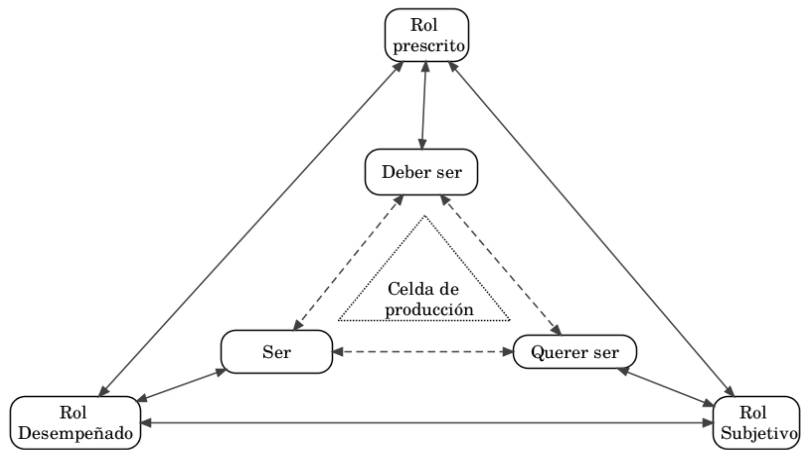 Rol
prescrito
Deber ser
Celda de
producción
Ser
Querer ser
Rol
Desempeñado
Rol
Subjetivo